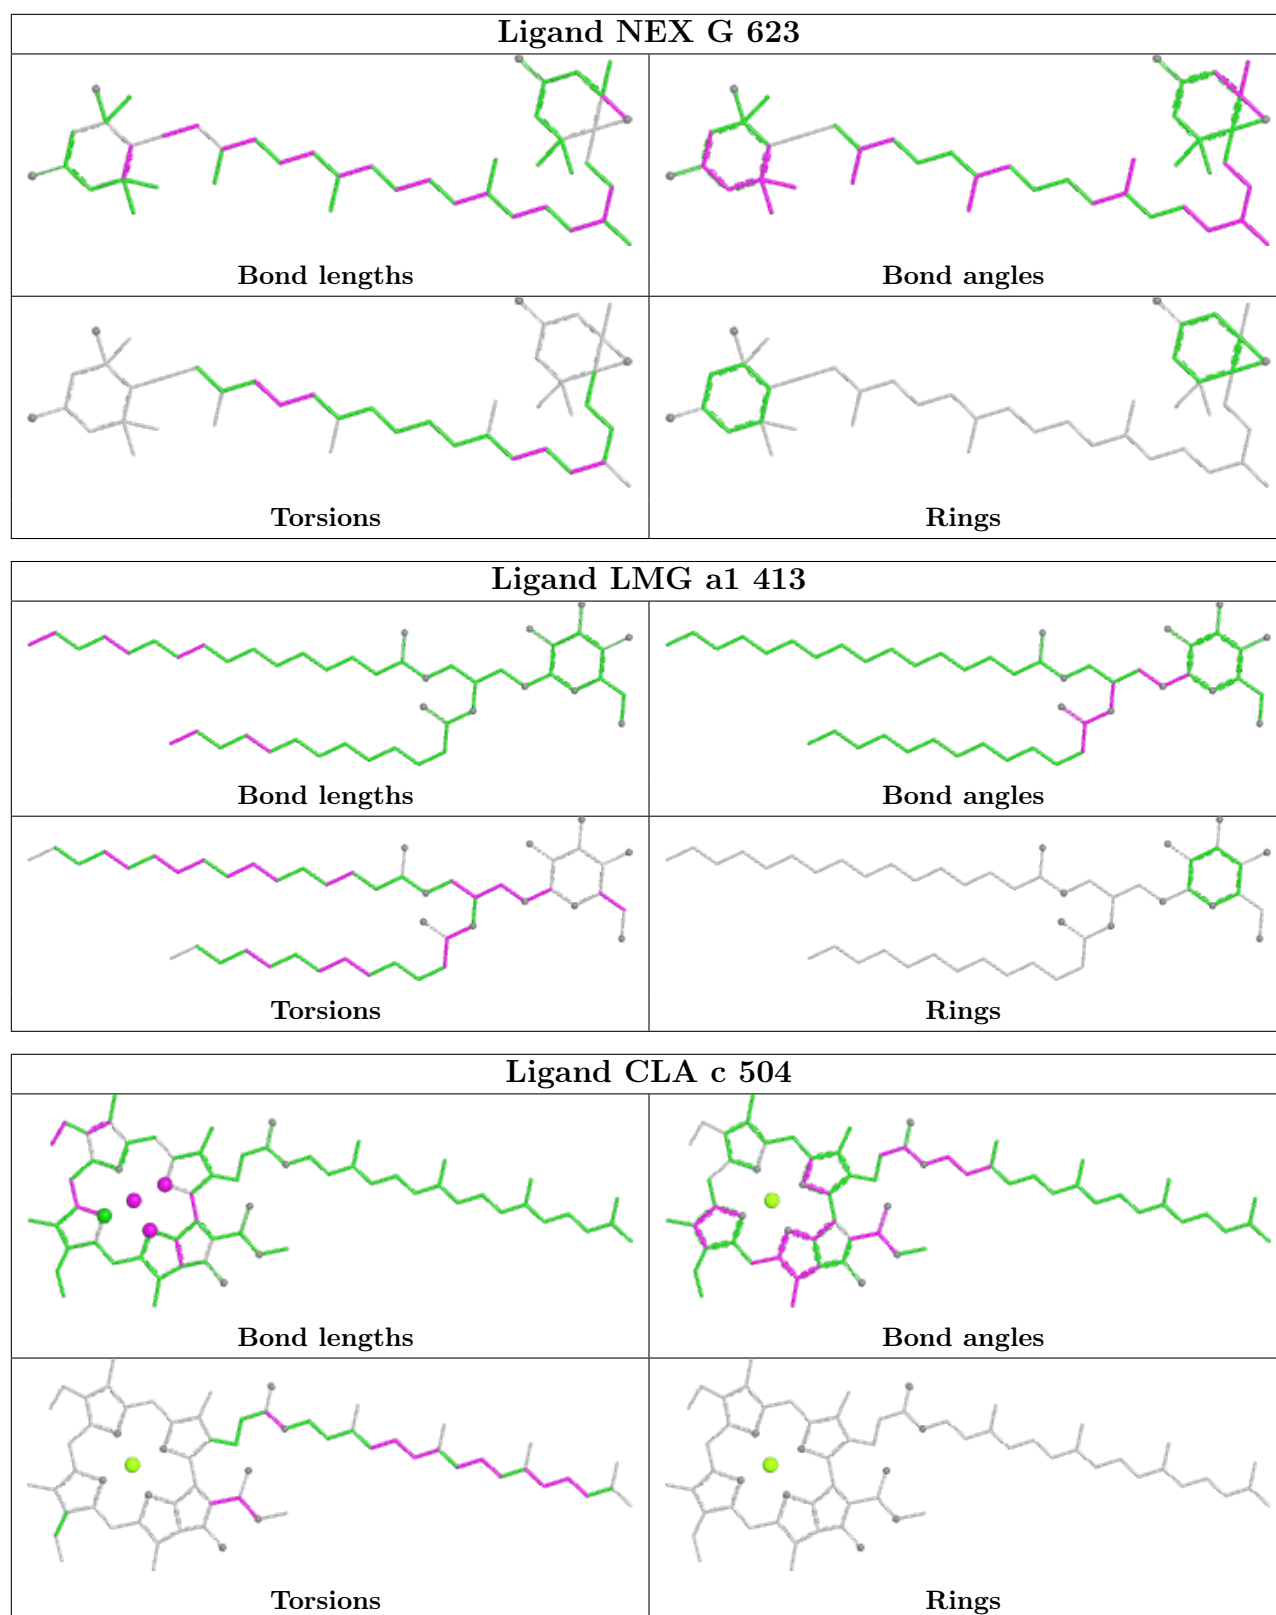 Ligand NEX G 623
Bond lengths
Bond angles
Torsions
Rings
Ligand LMG a1 413
Bond lengths
Bond angles
Torsions
Rings
Ligand CLA c 504
Bond lengths
Bond angles
Torsions
Rings